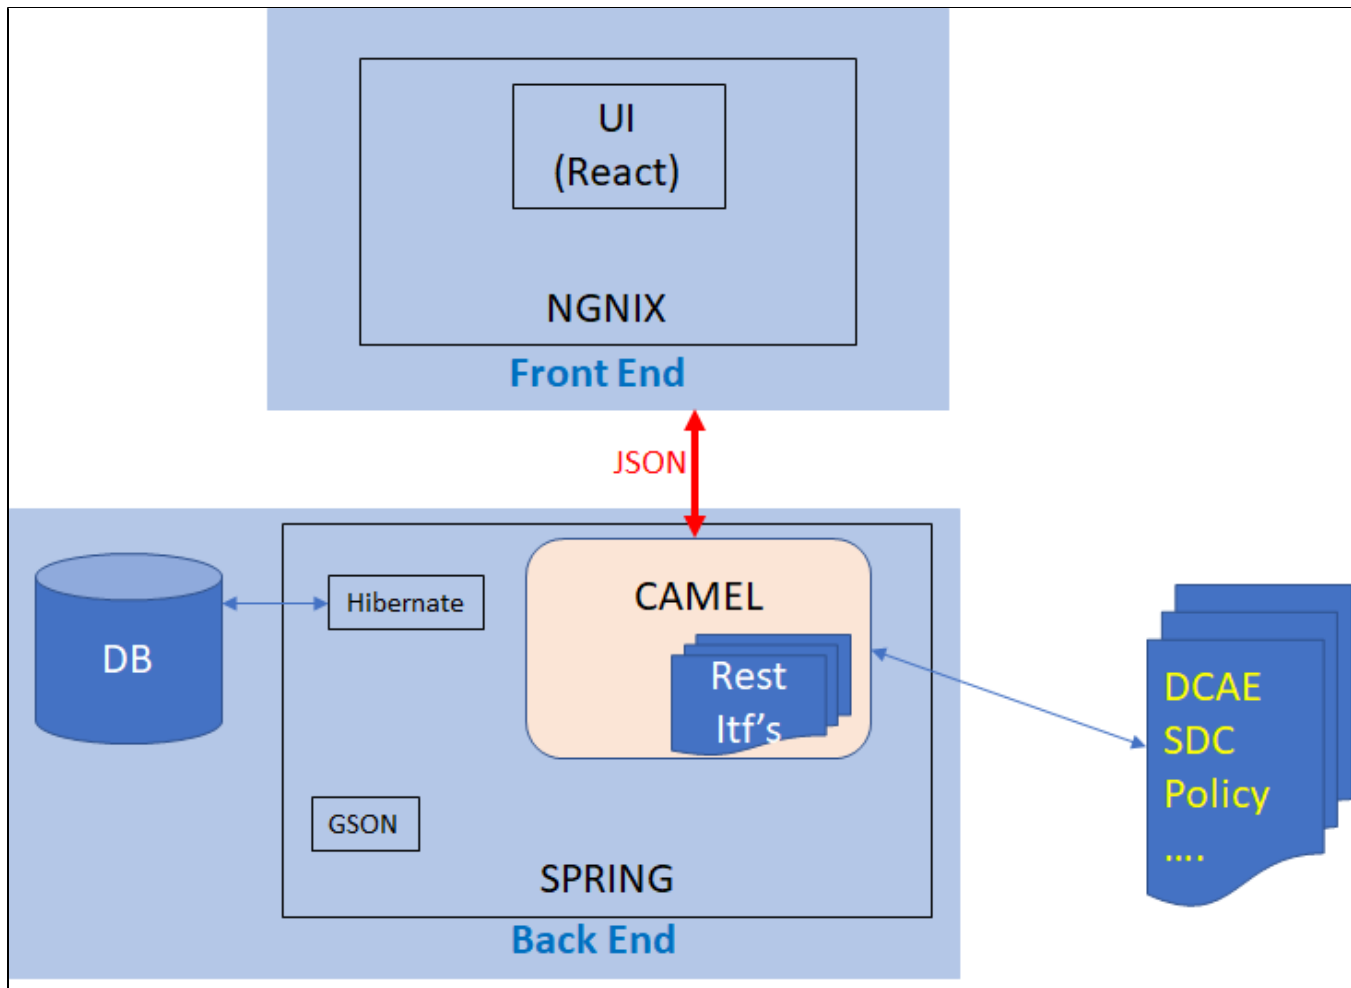 UI
(React)
NGNIX
Front End
JSON
CAMEL
Hibernate
DB
Rest
Itf's
DCAE
SDC
Policy
....
GSON
SPRING
Back End